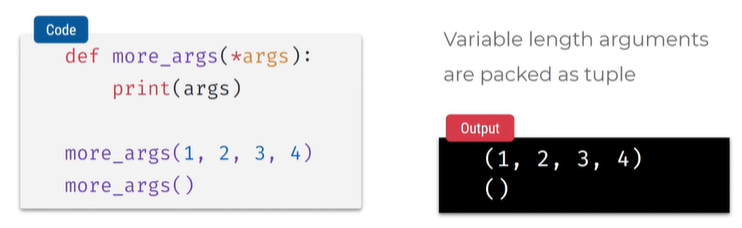 Code
def more_args(*args):
    print(args)
more_args(1, 2, 3, 4)
more_args()
Variable length arguments
are packed as tuple
Output
(1, 2, 3, 4)
()